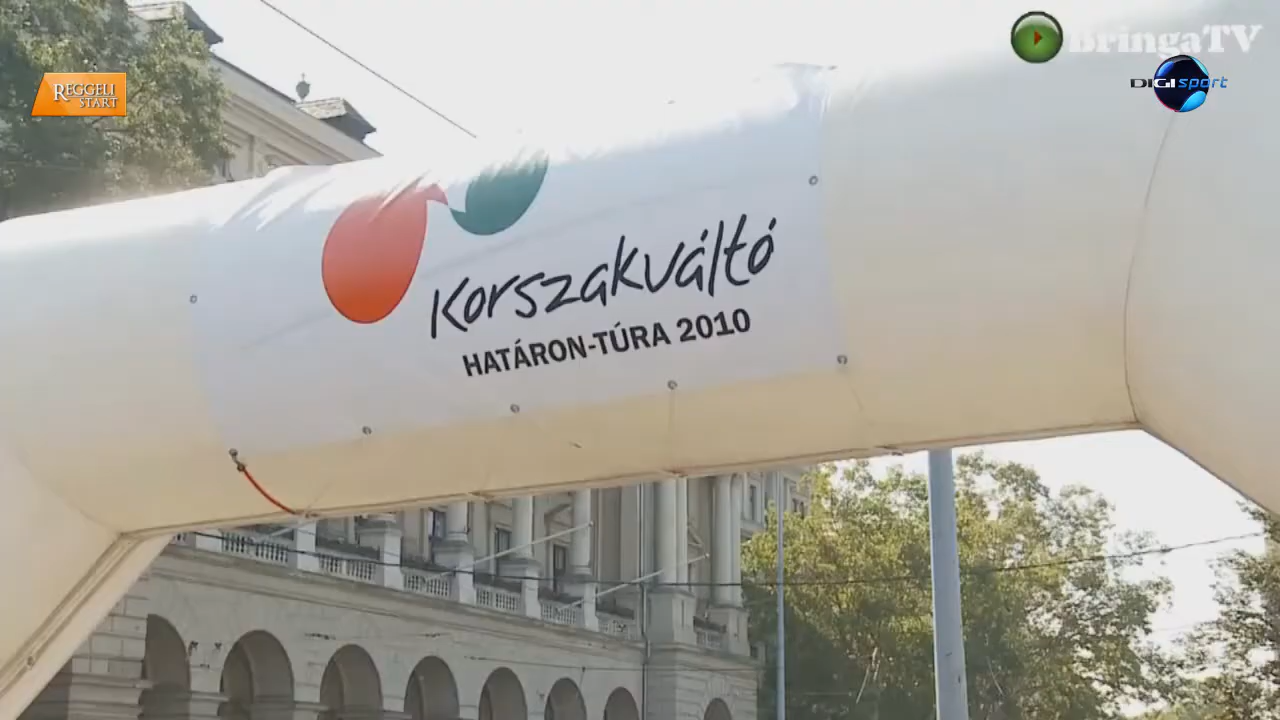 BringaTV
REGGELI
START
DIGI sport
Korszakváltó
HATÁRON-TÚRA 2010